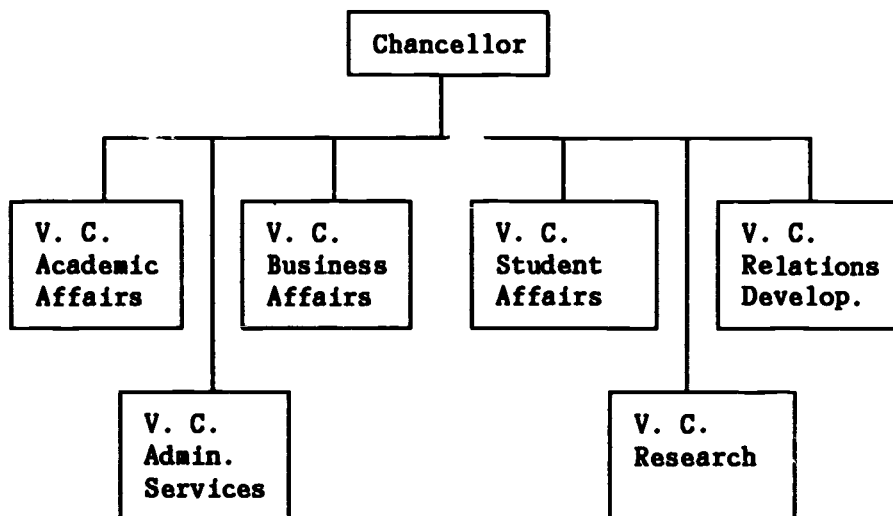 Chancellor
V. C.
Academic
Affairs
V. C.
Business
Affairs
V. C.
Student
Affairs
V. C.
Relations
Develop.
V. C.
Admin.
Services
V. C.
Research